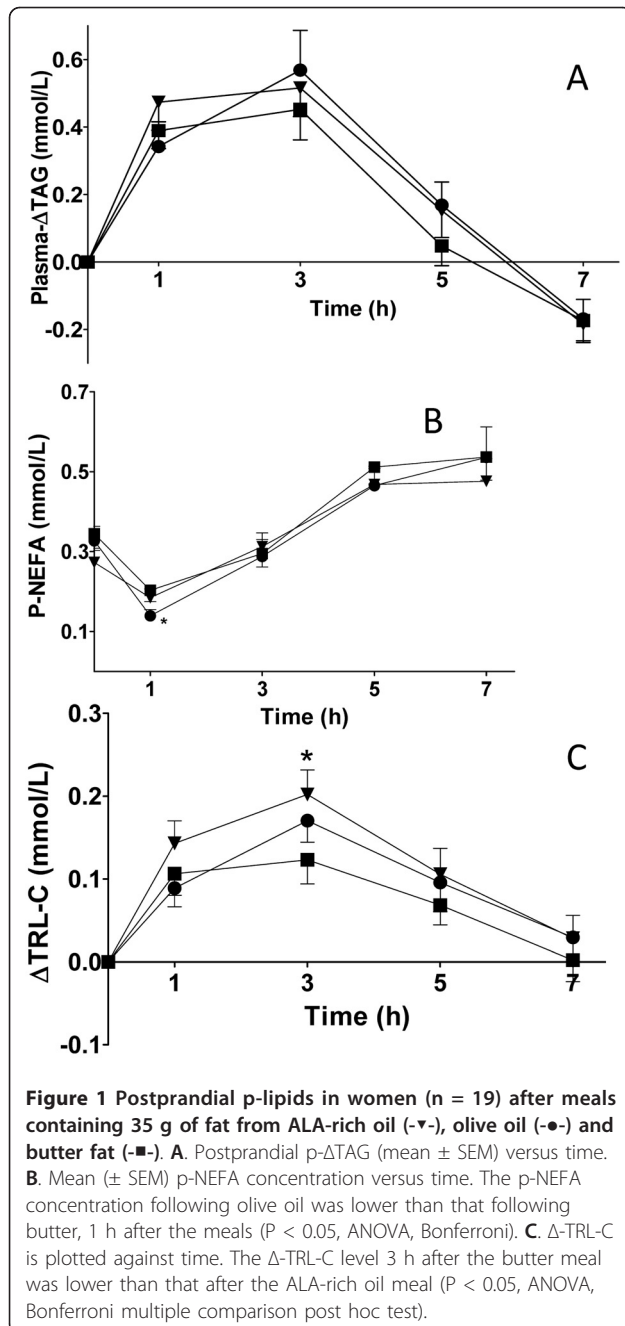 A
Plasma-ΔTAG (mmol/L)
0.6
0.4
0.2
0.0
-0.2
1 3 5 7
Time (h)
B
P-NEFA (mmol/L)
0.7
0.5
0.3
0.1
*
1 3 5 7
Time (h)
C
ΔTRL-C (mmol/L)
0.3
0.2
0.1
0.0
-0.1
*
1 3 5 7
Time (h)
Figure 1 Postprandial p-lipids in women (n = 19) after meals
containing 35 g of fat from ALA-rich oil (-▾-), olive oil (-●-) and
butter fat (-■-). A. Postprandial p-ΔTAG (mean ± SEM) versus time.
B. Mean (± SEM) p-NEFA concentration versus time. The p-NEFA
concentration following olive oil was lower than that following
butter, 1 h after the meals (P < 0.05, ANOVA, Bonferroni). C. Δ-TRL-C
is plotted against time. The Δ-TRL-C level 3 h after the butter meal
was lower than that after the ALA-rich oil meal (P < 0.05, ANOVA,
Bonferroni multiple comparison post hoc test).